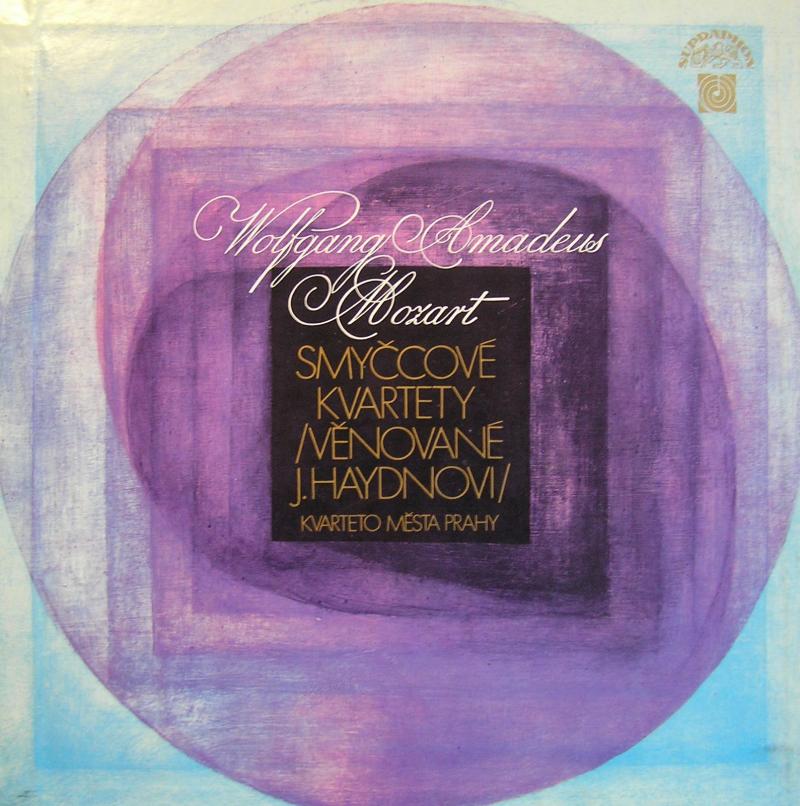 SUPRAPHON
Wolfgang Amadeus
Mozart
SMYČCOVÉ
KVARTETY
/VĚNOVANÉ
J. HAYDNOVI/
KVARTETO MĚSTA PRAHY